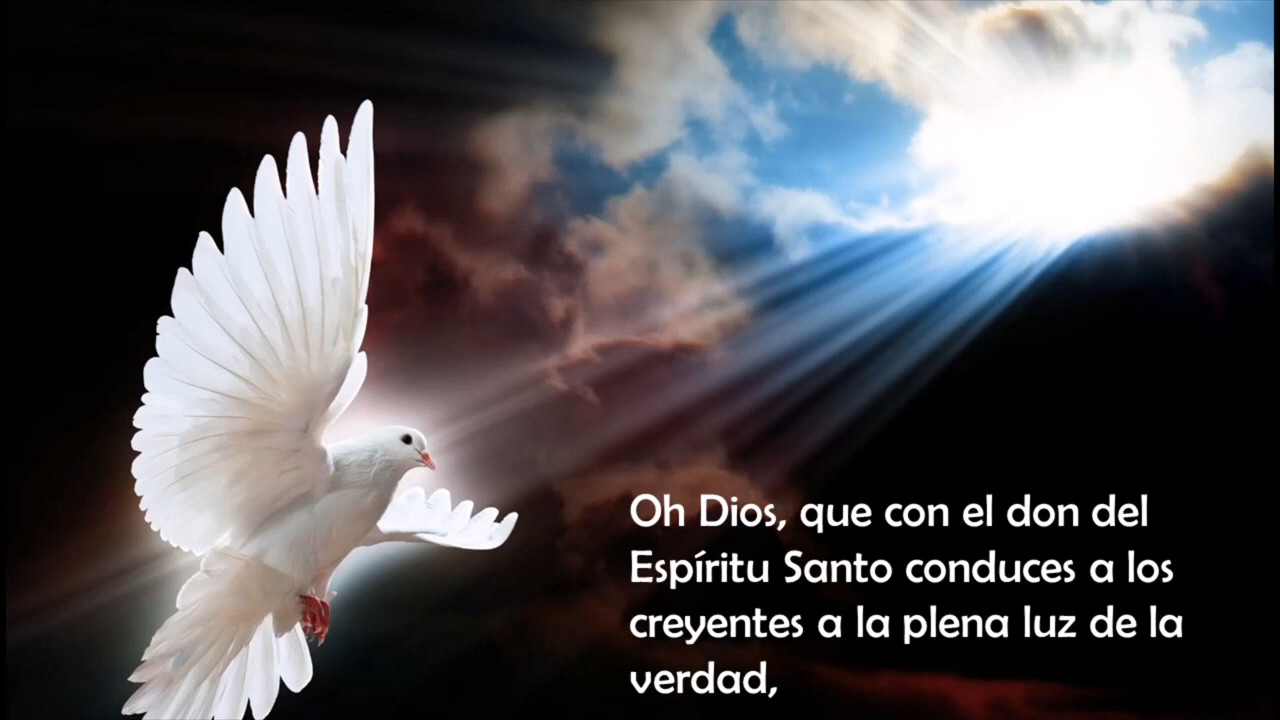 Oh Dios, que con el don del
Espíritu Santo conduces a los
creyentes a la plena luz de la
verdad,